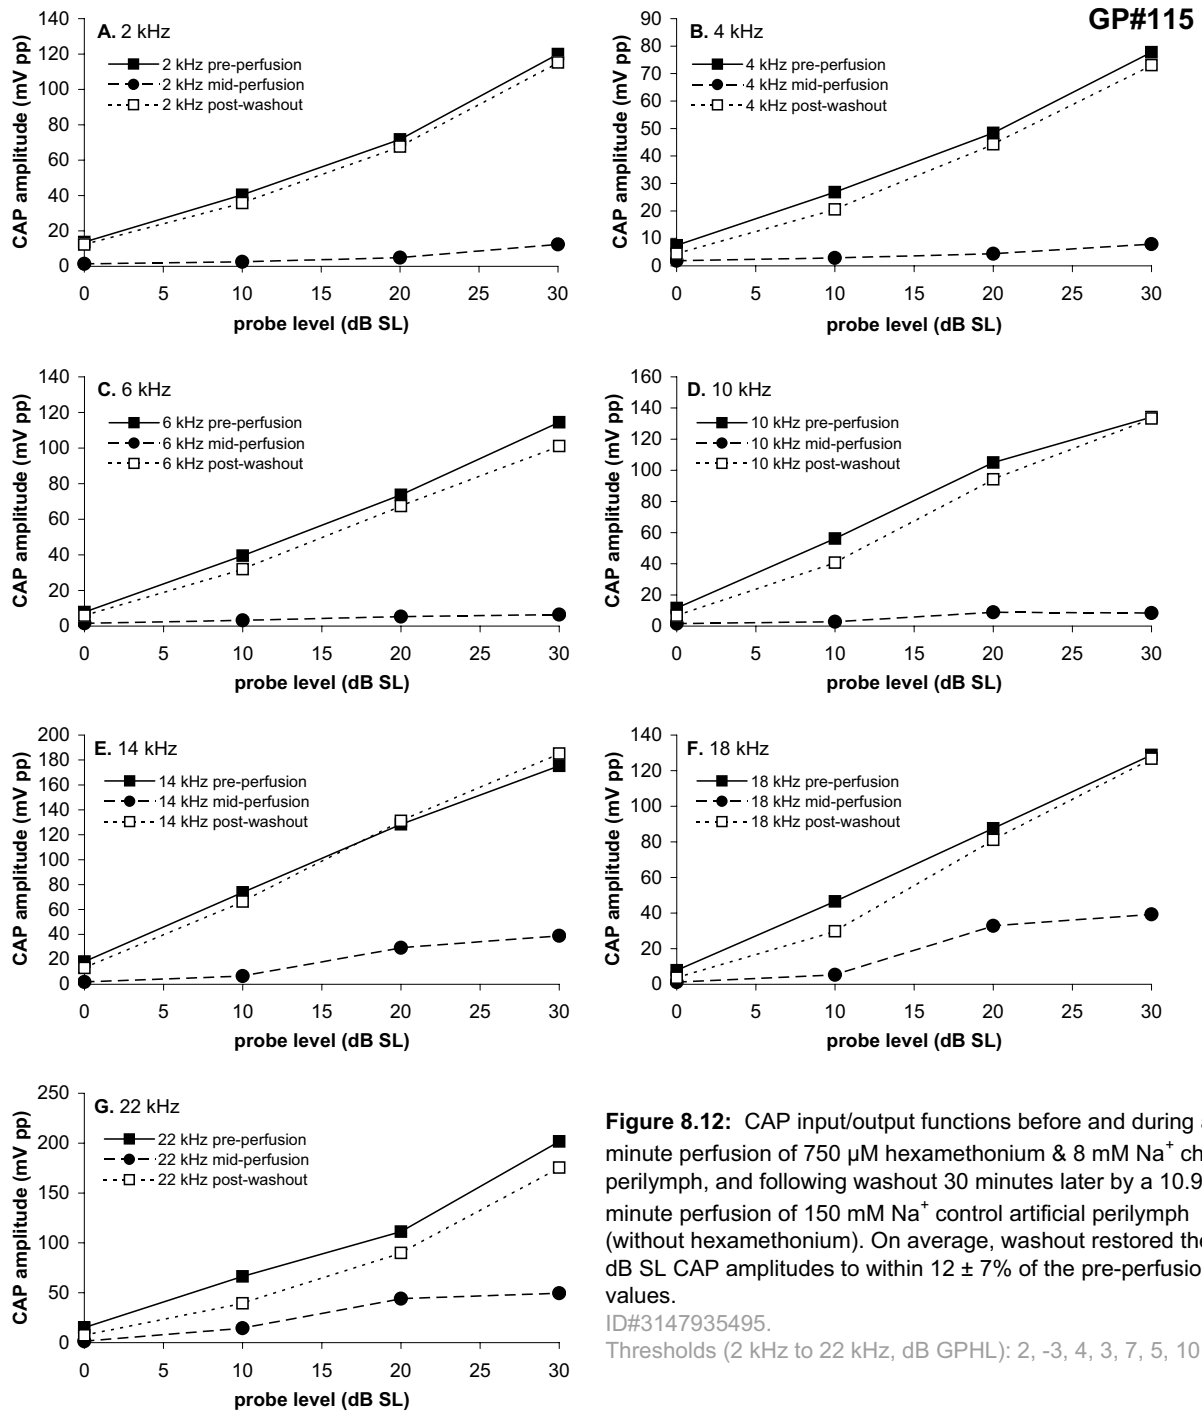 GP#115
A. 2 kHz
2 kHz pre-perfusion
2 kHz mid-perfusion
2 kHz post-washout
CAP amplitude (mV pp)
140
120
100
80
60
40
20
0
0 5 10 15 20 25 30
probe level (dB SL)
B. 4 kHz
4 kHz pre-perfusion
4 kHz mid-perfusion
4 kHz post-washout
CAP amplitude (mV pp)
90
80
70
60
50
40
30
20
10
0
0 5 10 15 20 25 30
probe level (dB SL)
C. 6 kHz
6 kHz pre-perfusion
6 kHz mid-perfusion
6 kHz post-washout
CAP amplitude (mV pp)
140
120
100
80
60
40
20
0
0 5 10 15 20 25 30
probe level (dB SL)
D. 10 kHz
10 kHz pre-perfusion
10 kHz mid-perfusion
10 kHz post-washout
CAP amplitude (mV pp)
160
140
120
100
80
60
40
20
0
0 5 10 15 20 25 30
probe level (dB SL)
E. 14 kHz
14 kHz pre-perfusion
14 kHz mid-perfusion
14 kHz post-washout
CAP amplitude (mV pp)
200
180
160
140
120
100
80
60
40
20
0
0 5 10 15 20 25 30
probe level (dB SL)
F. 18 kHz
18 kHz pre-perfusion
18 kHz mid-perfusion
18 kHz post-washout
CAP amplitude (mV pp)
140
120
100
80
60
40
20
0
0 5 10 15 20 25 30
probe level (dB SL)
G. 22 kHz
22 kHz pre-perfusion
22 kHz mid-perfusion
22 kHz post-washout
CAP amplitude (mV pp)
250
200
150
100
50
0
0 5 10 15 20 25 30
probe level (dB SL)
Figure 8.12: CAP input/output functions before and during
minute perfusion of 750 µM hexamethonium & 8 mM Na+
perilymph, and following washout 30 minutes later by a 10.9
minute perfusion of 150 mM Na+ control artificial perilymph
(without hexamethonium). On average, washout restored the
dB SL CAP amplitudes to within 12 ± 7% of the pre-perfusio
values.
ID#3147935495.
Thresholds (2 kHz to 22 kHz, dB GPHL): 2, -3, 4, 3, 7, 5, 10